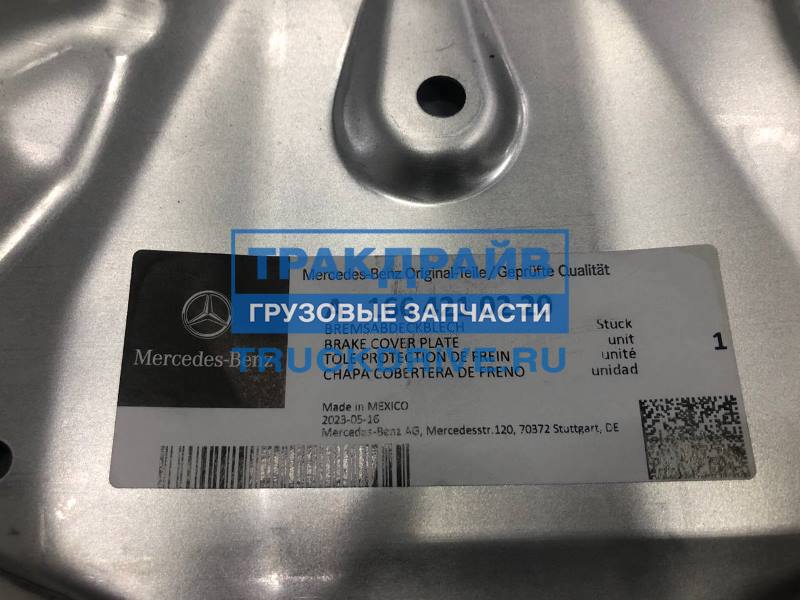 ТРАКДРАЙВ
Mercedes-Benz Original-Teile/Geprüfte Qualität
ГРУЗОВЫЕ ЗАПЧАСТИ
BREMSABDECKBLECH Stück
BRAKE COVER PLATE unit 1
TOLE PROTECTION DE FREIN unité
CHAPA COBERTERA DE FRENO unidad
Mercedes-Benz
TRUCKDRIVE.RU
Made in MEXICO
2023-05-16
Mercedes-Benz AG, Mercedesstr.120, 70372 Stuttgart, DE